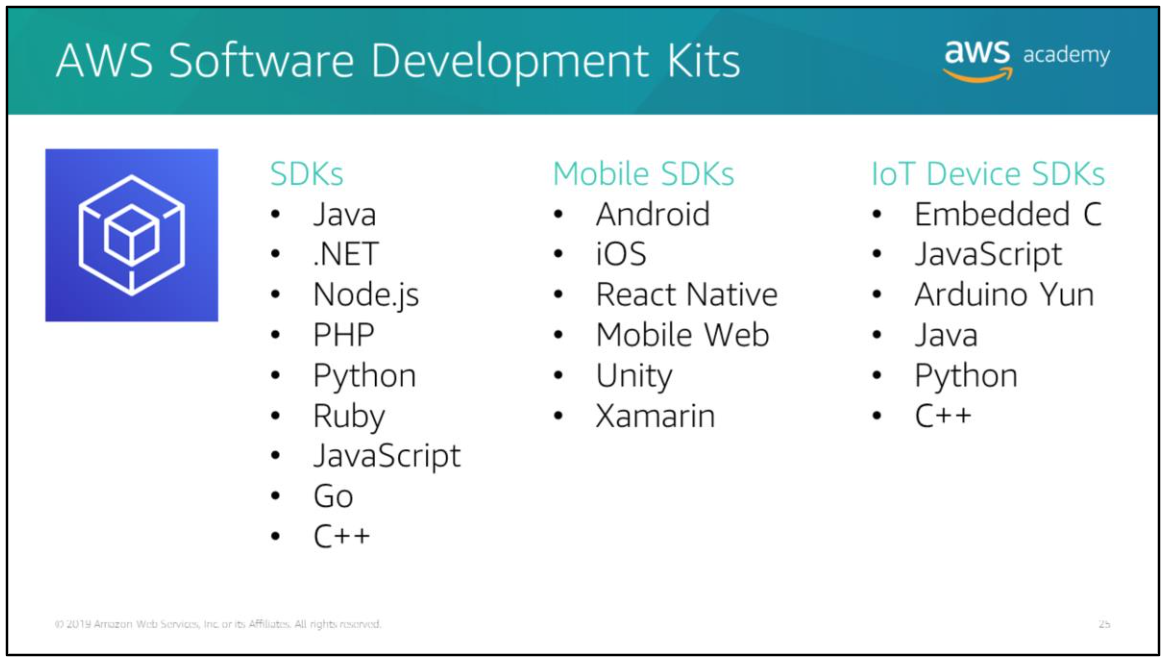 AWS Software Development Kits
aws academy
SDKs
• Java
• .NET
• Node.js
• PHP
• Python
• Ruby
• JavaScript
• Go
• C++
Mobile SDKs
• Android
• iOS
• React Native
• Mobile Web
• Unity
• Xamarin
IoT Device SDKs
• Embedded C
• JavaScript
• Arduino Yun
• Java
• Python
• C++
© 2019 Amazon Web Services, Inc. or its Affiliates. All rights reserved.
25